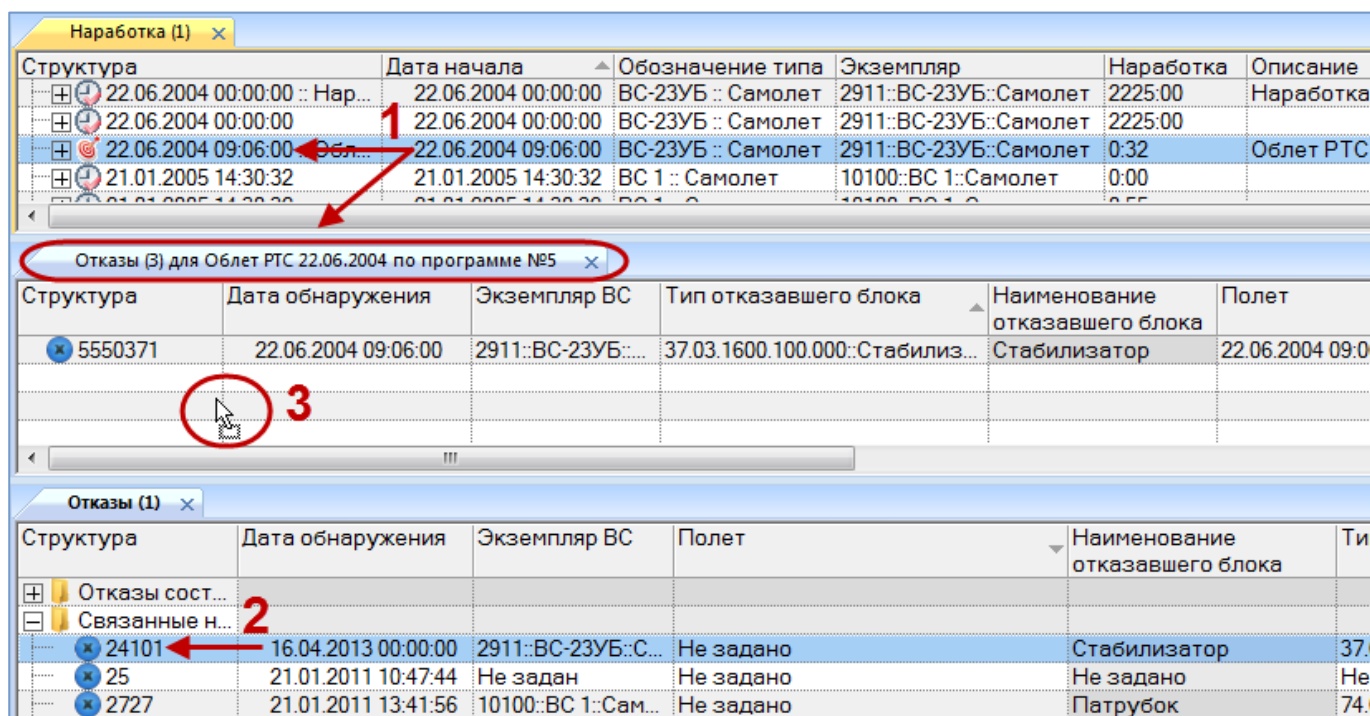 Наработка (1)
Структура Дата начала Обозначение типа Экземпляр Наработка Описание
22.06.2004 00:00:00 :: Нар... 22.06.2004 00:00:00 ВС-23УБ :: Самолет 2911::ВС-23УБ::Самолет 2225:00 Наработка
22.06.2004 00:00:00 22.06.2004 00:00:00 ВС-23УБ :: Самолет 2911::ВС-23УБ::Самолет 2225:00
1
22.06.2004 09:06:00 :: Обл... 22.06.2004 09:06:00 ВС-23УБ :: Самолет 2911::ВС-23УБ::Самолет 0:32 Облет РТС
21.01.2005 14:30:32 21.01.2005 14:30:32 ВС 1 :: Самолет 10100::ВС 1::Самолет 0:00
Отказы (3) для Облет РТС 22.06.2004 по программе №5
Структура Дата обнаружения Экземпляр ВС Тип отказавшего блока Наименование отказавшего блока Полет
5550371 22.06.2004 09:06:00 2911::ВС-23УБ::... 37.03.1600.100.000::Стабилиз... Стабилизатор 22.06.2004 09:0
3
Отказы (1)
Структура Дата обнаружения Экземпляр ВС Полет Наименование отказавшего блока Ти
Отказы сост...
Связанные н...
2
24101 16.04.2013 00:00:00 2911::ВС-23УБ::С... Не задано Стабилизатор 37.
25 21.01.2011 10:47:44 Не задан Не задано Не задано Не
2727 21.01.2011 13:41:56 10100::ВС 1::Сам... Не задано Патрубок 74.